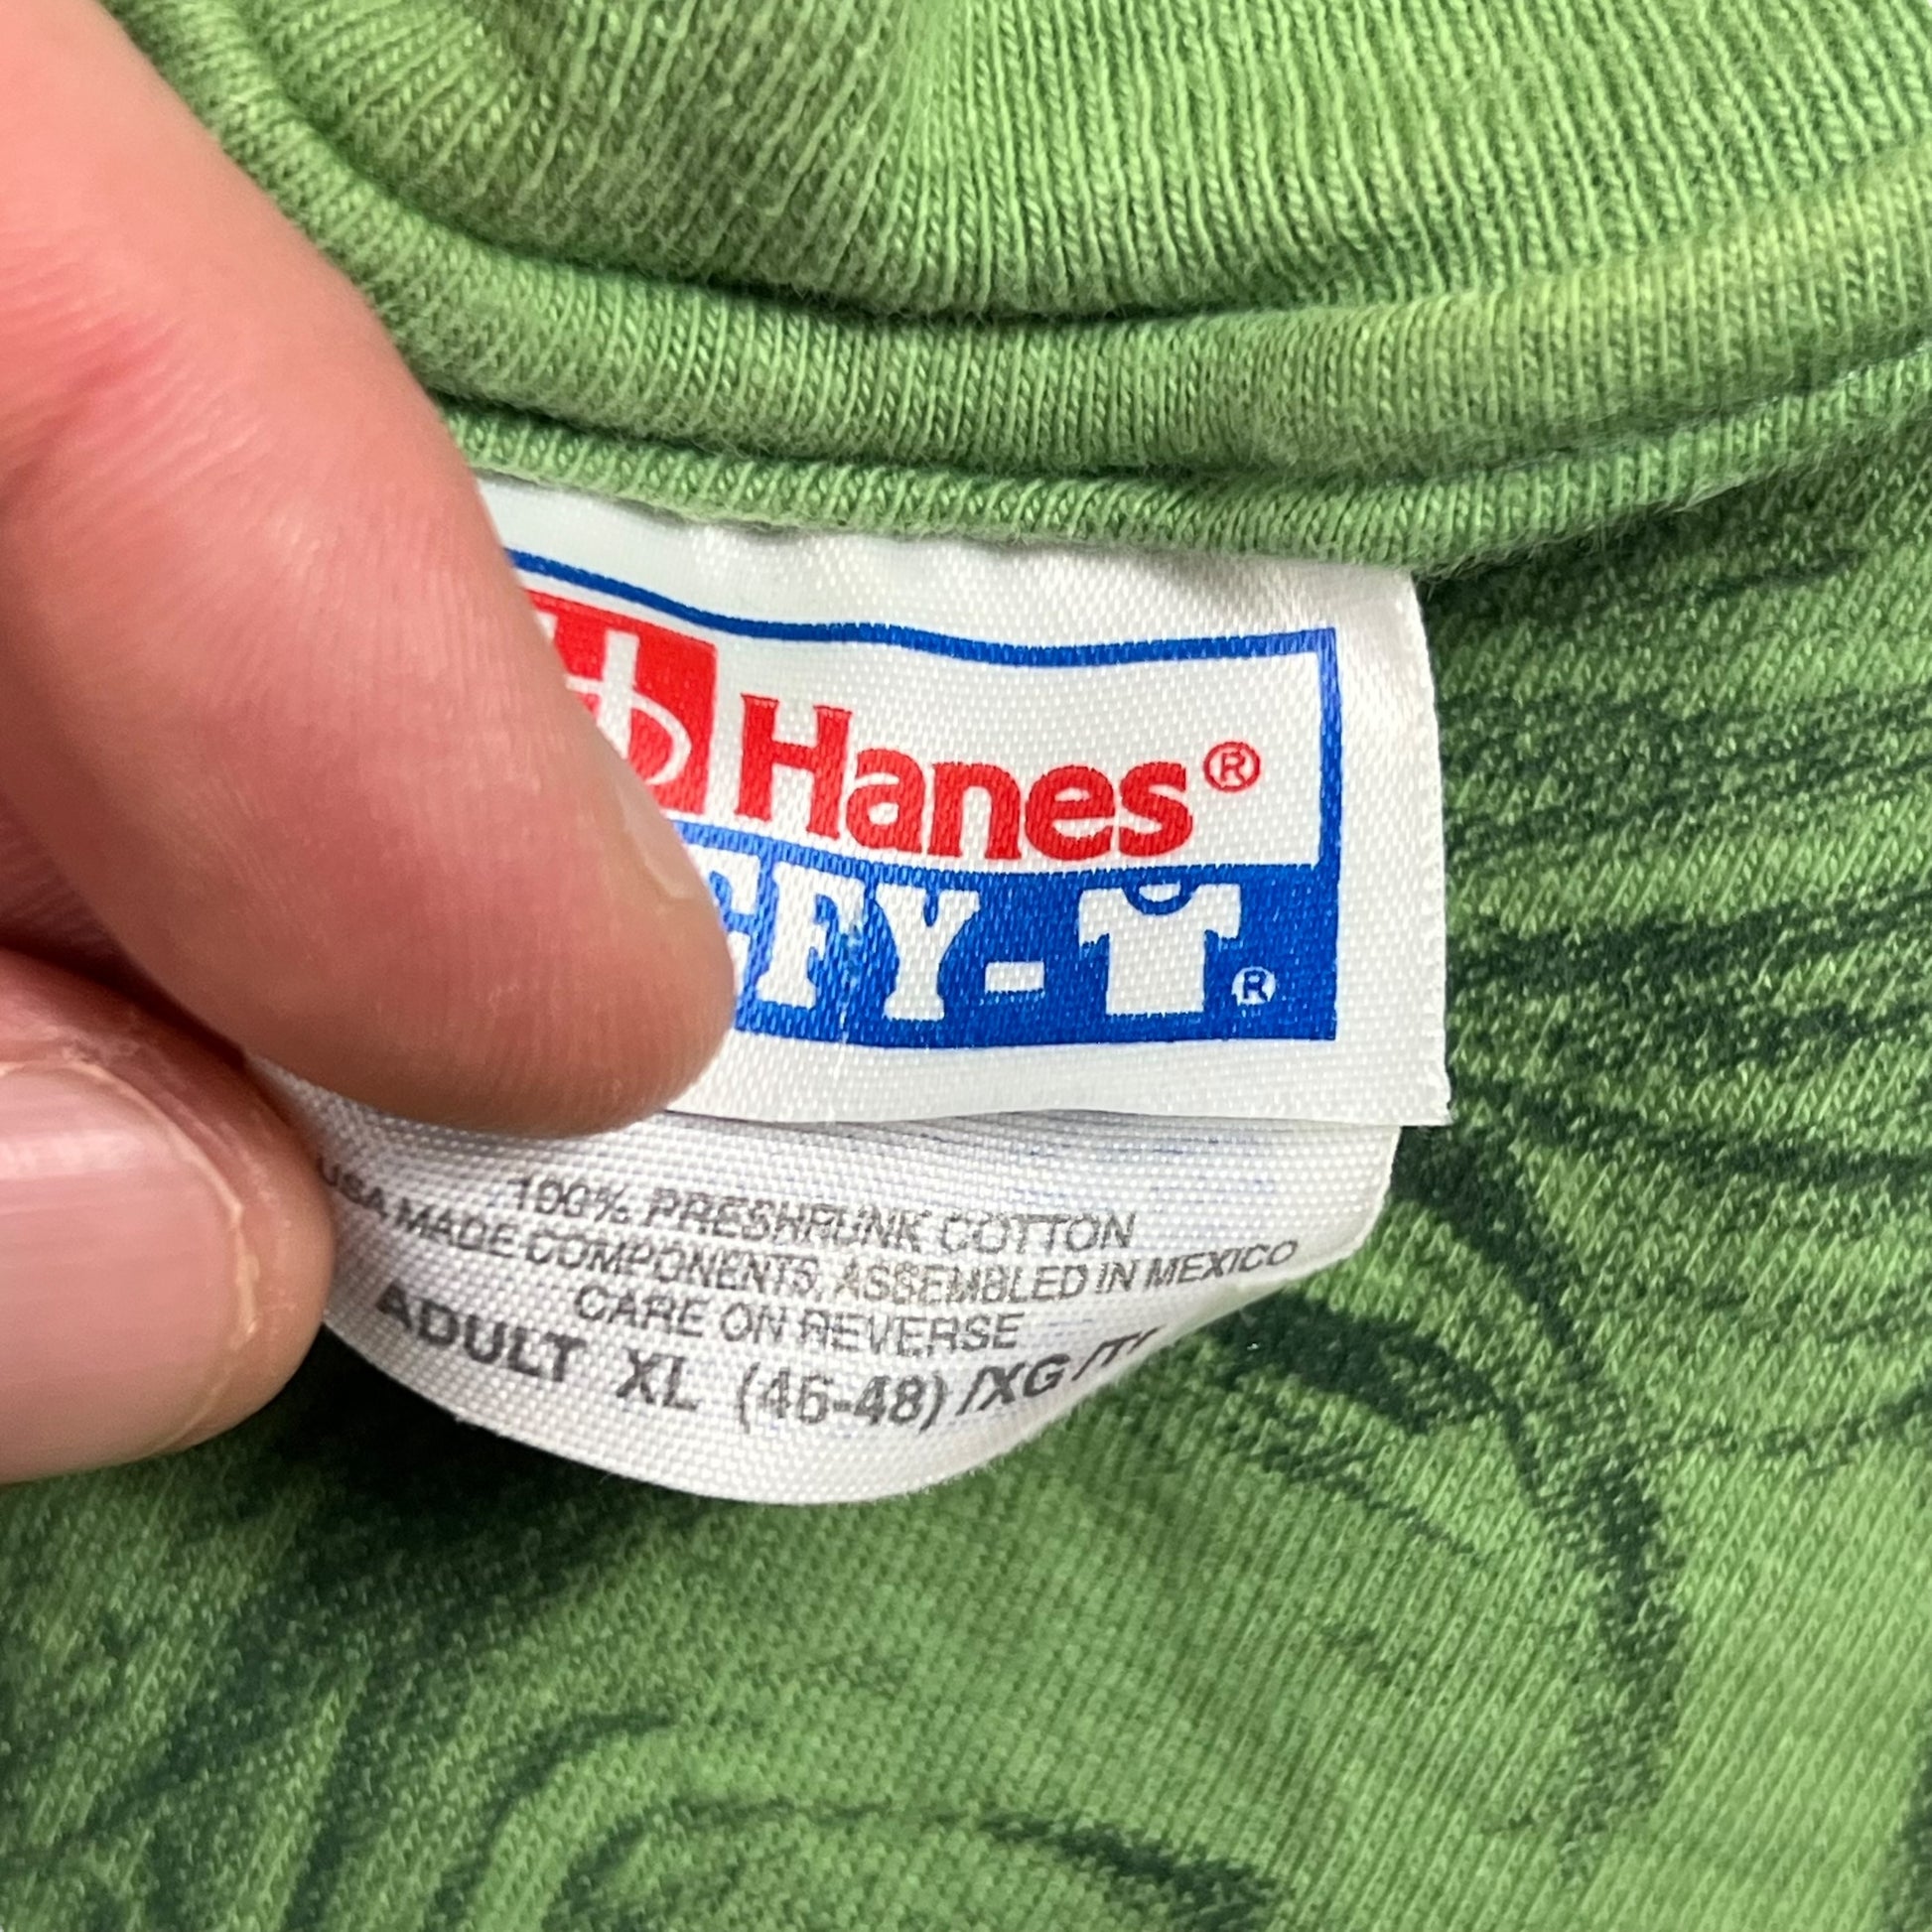 Hanes®
FY-T®
100% PRESHRUNK COTTON
USA MADE COMPONENTS, ASSEMBLED IN MEXICO
CARE ON REVERSE
ADULT XL (46-48) /XG /T